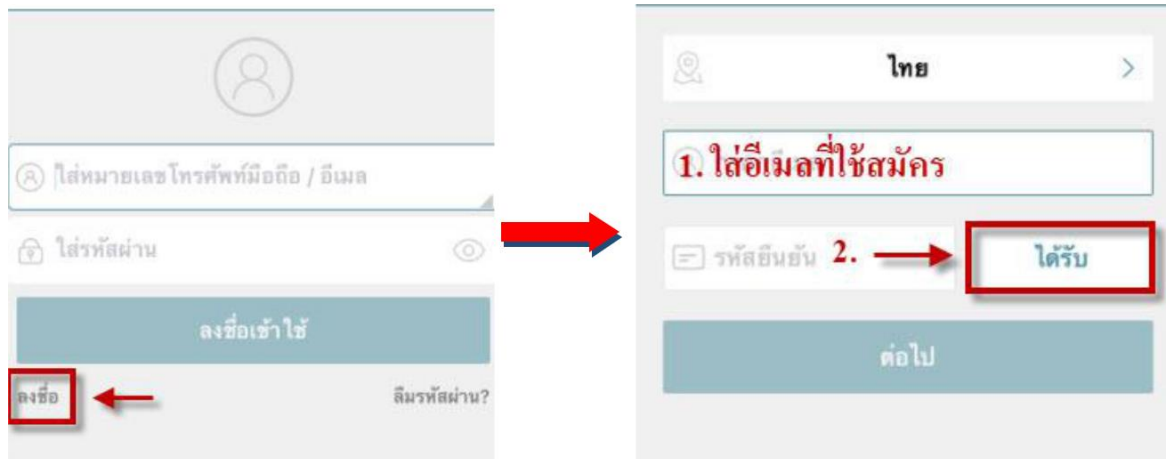 ใส่หมายเลขโทรศัพท์มือถือ / อีเมล
ใส่รหัสผ่าน
ลงชื่อเข้าใช้
ลงชื่อ
ลืมรหัสผ่าน?
ไทย
1. ใส่อีเมลที่ใช้สมัคร
รหัสยืนยัน 2.
ได้รับ
ต่อไป